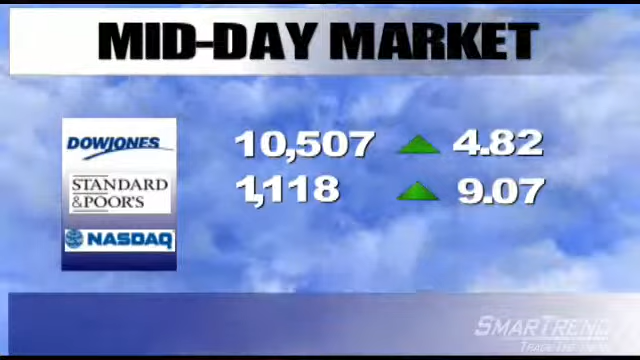 MID-DAY MARKET
DOWJONES 10,507 4.82
STANDARD
&POOR'S 1,118 9.07
NASDAQ
SMARTREND